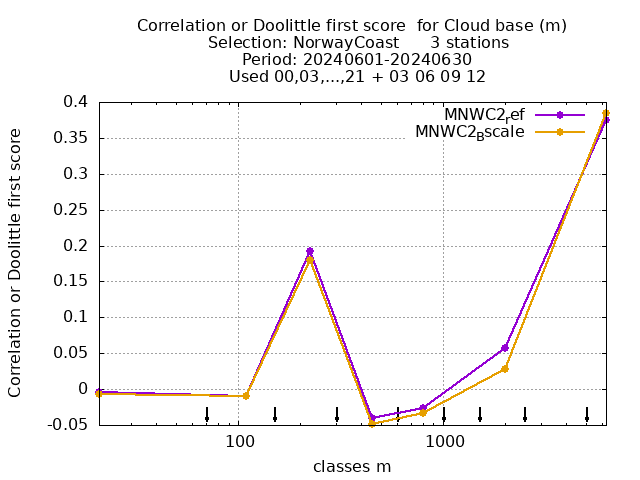 Correlation or Doolittle first score  for Cloud base (m)
Selection: NorwayCoast      3 stations
Period: 20240601-20240630
Used 00,03,...,21 + 03 06 09 12
MNWC2ref
MNWC2Bscale
Correlation or Doolittle first score
0.4
0.35
0.3
0.25
0.2
0.15
0.1
0.05
0
-0.05
100
1000
classes m